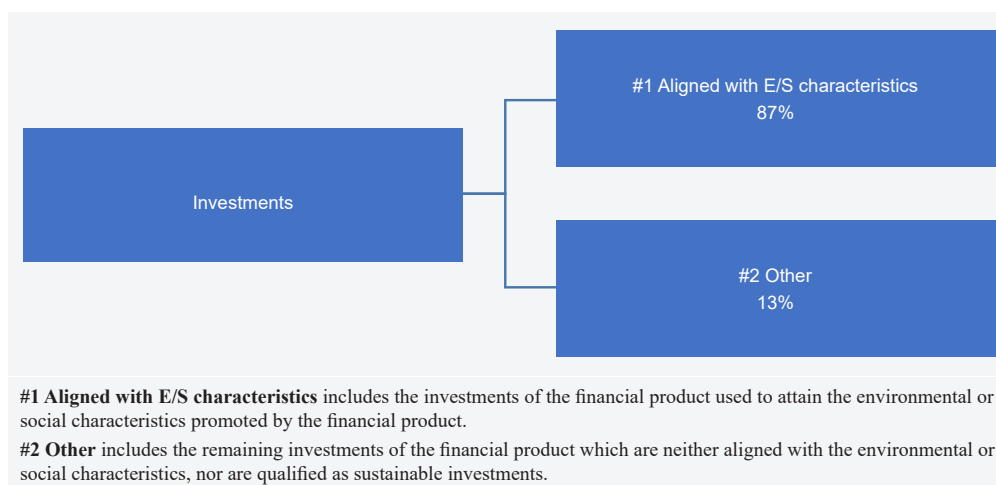 #1 Aligned with E/S characteristics
87%
Investments
#2 Other
13%
#1 Aligned with E/S characteristics includes the investments of the financial product used to attain the environmental or
social characteristics promoted by the financial product.
#2 Other includes the remaining investments of the financial product which are neither aligned with the environmental or
social characteristics, nor are qualified as sustainable investments.